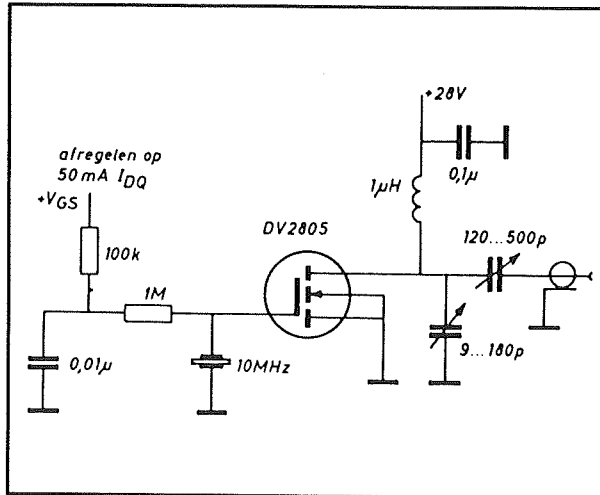 +28V
afregelen op
50 mA IDQ
+VGS
0,1µ
1µH
DV2805
120...500p
100k
1M
0,01µ
10MHz
9...180p